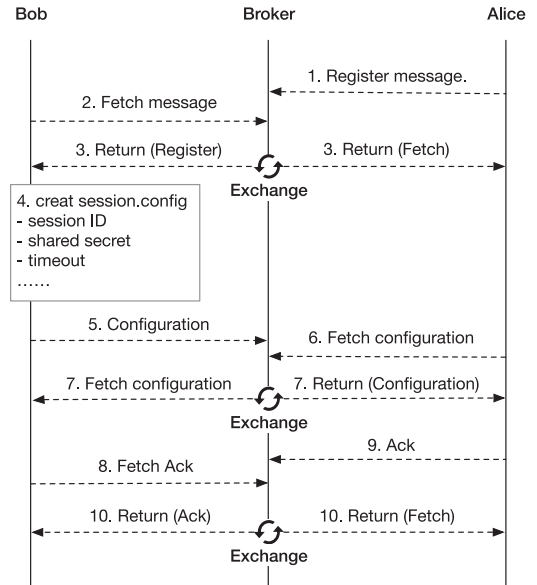 Bob Broker Alice
1. Register message.
2. Fetch message
3. Return (Register) 3. Return (Fetch)
Exchange
4. creat session.config
- session ID
- shared secret
- timeout
......
5. Configuration
6. Fetch configuration
7. Fetch configuration 7. Return (Configuration)
Exchange
9. Ack
8. Fetch Ack
10. Return (Ack) 10. Return (Fetch)
Exchange